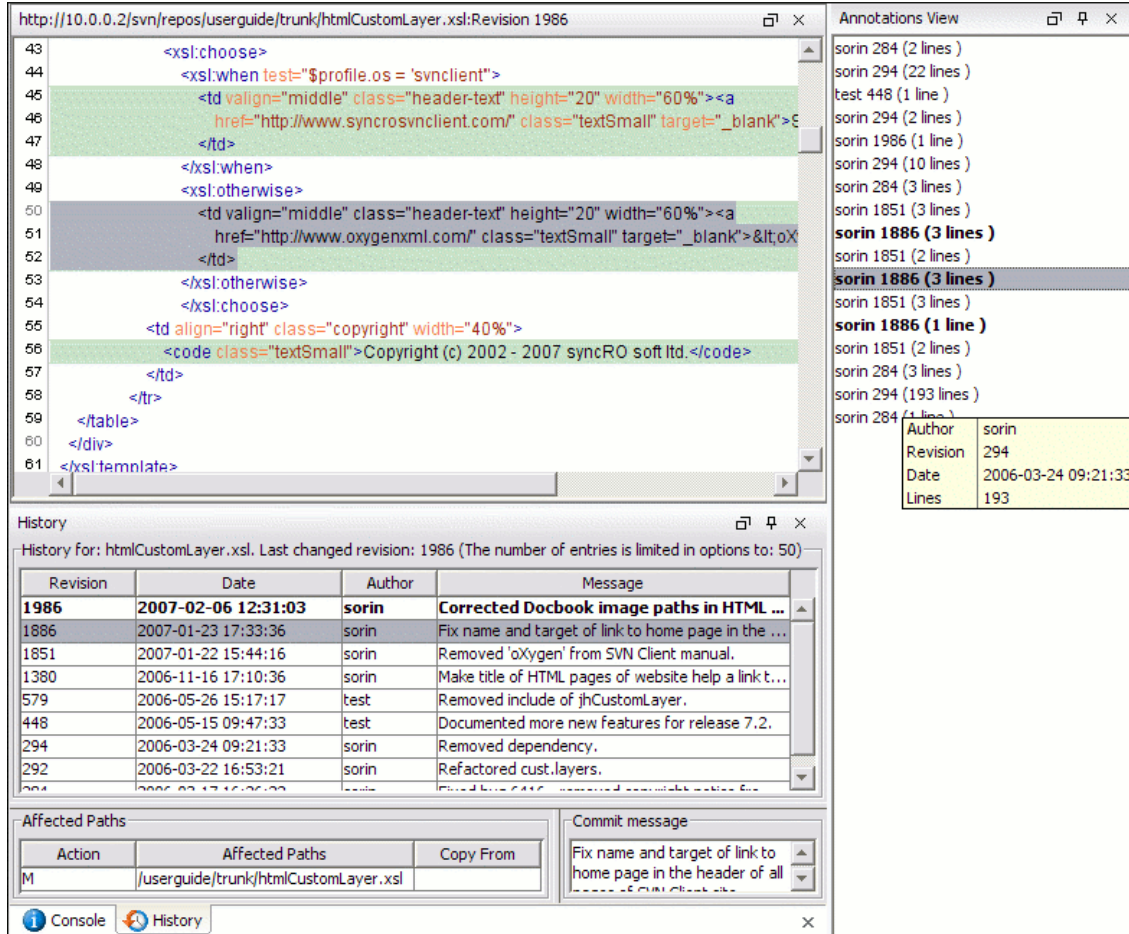 http://10.0.0.2/svn/repos/userguide/trunk/htmlCustomLayer.xsl:Revision 1986
43 <xsl:choose>
44 <xsl:when test="$profile.os = 'svnclient'">
45 <td valign="middle" class="header-text" height="20" width="60%"><a
46 href="http://www.syncrosvnclient.com/" class="textSmall" target="_blank">S
47 </td>
48 </xsl:when>
49 <xsl:otherwise>
50 <td valign="middle" class="header-text" height="20" width="60%"><a
51 href="http://www.oxygenxml.com/" class="textSmall" target="_blank">&lt;oX
52 </td>
53 </xsl:otherwise>
54 </xsl:choose>
55 <td align="right" class="copyright" width="40%">
56 <code class="textSmall">Copyright (c) 2002 - 2007 syncRO soft ltd.</code>
57 </td>
58 </tr>
59 </table>
60 </div>
61 </xsl:template>
Annotations View
sorin 284 (2 lines )
sorin 294 (22 lines )
test 448 (1 line )
sorin 294 (2 lines )
sorin 1986 (1 line )
sorin 294 (10 lines )
sorin 284 (3 lines )
sorin 1851 (3 lines )
sorin 1886 (3 lines )
sorin 1851 (2 lines )
sorin 1886 (3 lines )
sorin 1851 (3 lines )
sorin 1886 (1 line )
sorin 1851 (2 lines )
sorin 284 (3 lines )
sorin 294 (193 lines )
sorin 284 (1 line )
Author sorin
Revision 294
Date 2006-03-24 09:21:33
Lines 193
History
History for: htmlCustomLayer.xsl. Last changed revision: 1986 (The number of entries is limited in options to: 50)
Revision Date Author Message
1986 2007-02-06 12:31:03 sorin Corrected Docbook image paths in HTML ...
1886 2007-01-23 17:33:36 sorin Fix name and target of link to home page in the ...
1851 2007-01-22 15:44:16 sorin Removed 'oXygen' from SVN Client manual.
1380 2006-11-16 17:10:36 sorin Make title of HTML pages of website help a link t...
579 2006-05-26 15:17:17 test Removed include of jhCustomLayer.
448 2006-05-15 09:47:33 test Documented more new features for release 7.2.
294 2006-03-24 09:21:33 sorin Removed dependency.
292 2006-03-22 16:53:21 sorin Refactored cust.layers.
Affected Paths
Action Affected Paths Copy From
M /userguide/trunk/htmlCustomLayer.xsl
Commit message
Fix name and target of link to
home page in the header of all
pages of SVN Client site
Console
History